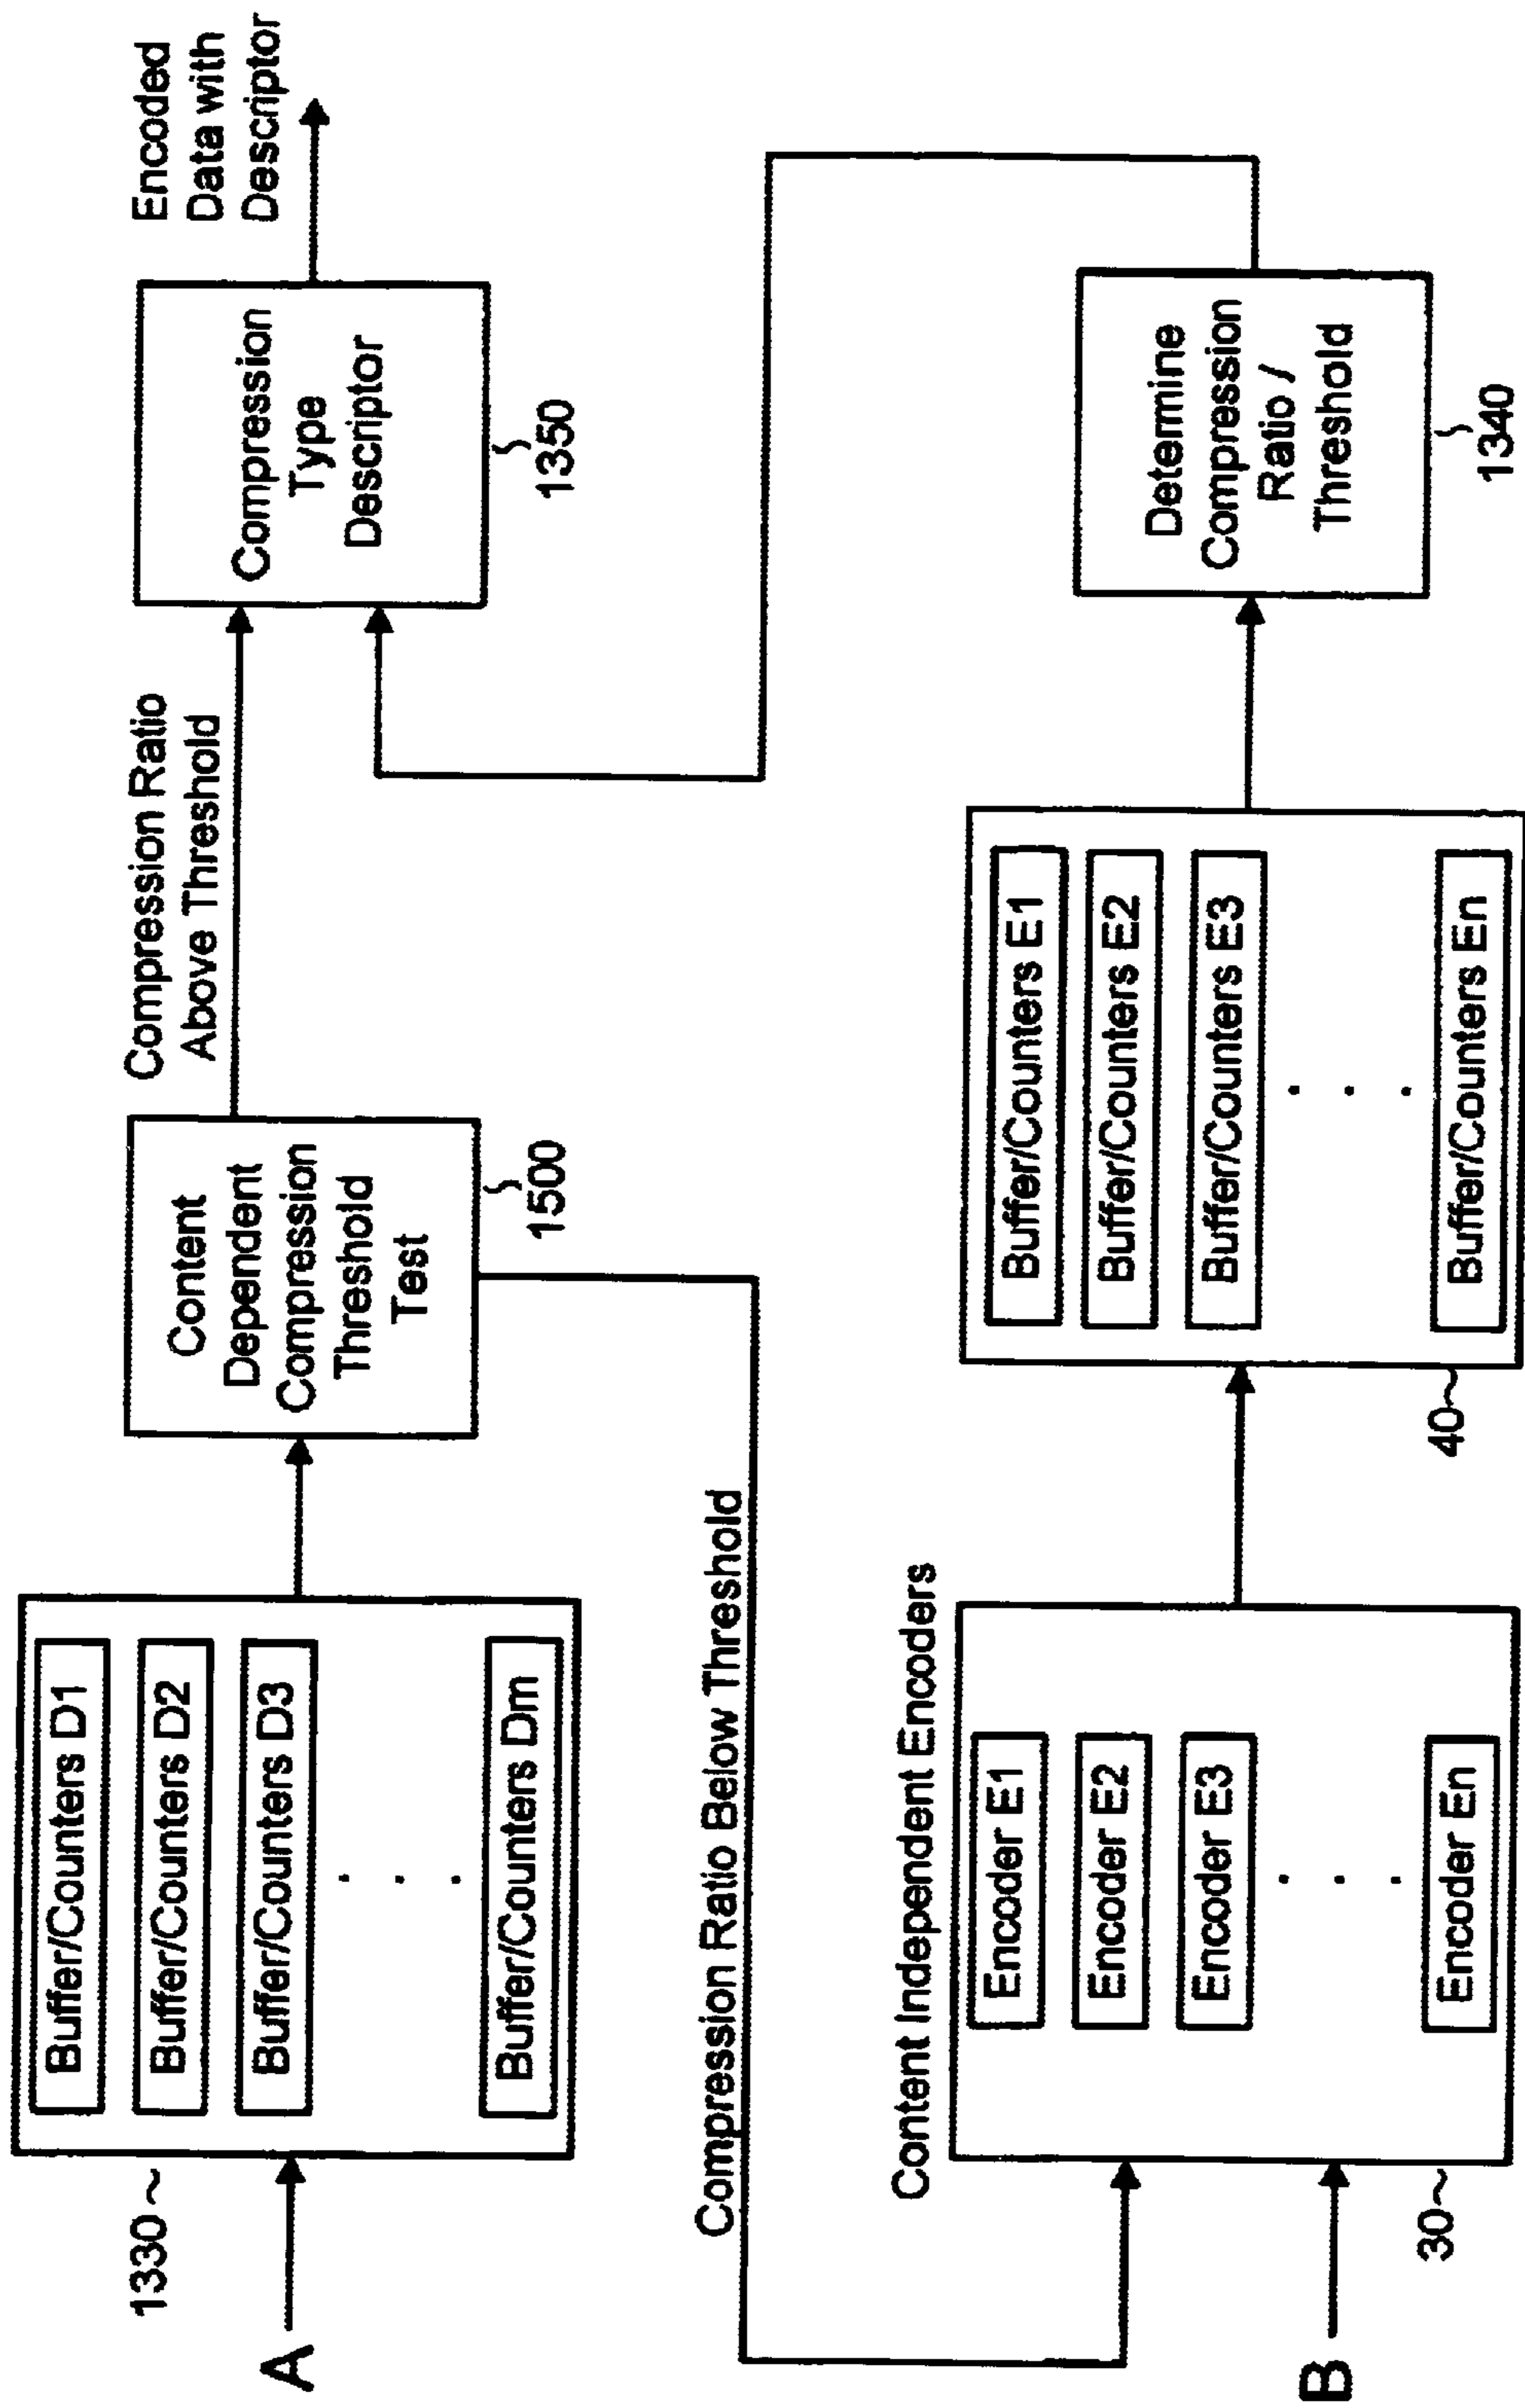 A
1330
Buffer/Counters D1
Buffer/Counters D2
Buffer/Counters D3
. . .
Buffer/Counters Dm
Content
Dependent
Compression
Threshold
Test
1500
Compression Ratio
Above Threshold
Compression
Type
Descriptor
1350
Encoded
Data with
Descriptor
Compression Ratio Below Threshold
B
Content Independent Encoders
Encoder E1
Encoder E2
Encoder E3
. . .
Encoder En
30
Buffer/Counters E1
Buffer/Counters E2
Buffer/Counters E3
. . .
Buffer/Counters En
40
Determine
Compression
Ratio /
Threshold
1340